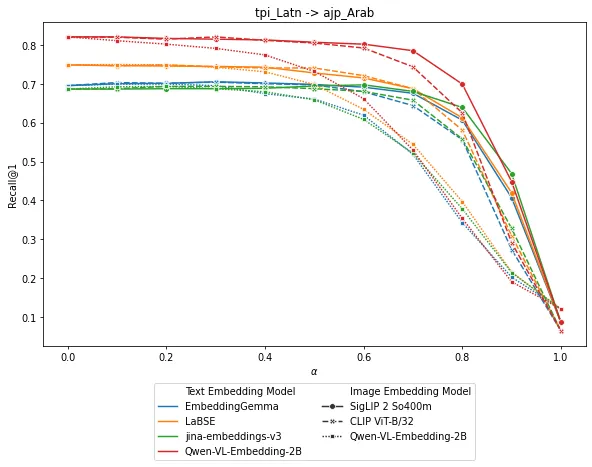 tpi_Latn -> ajp_Arab
Recall@1
0.8
0.7
0.6
0.5
0.4
0.3
0.2
0.1
0.0 0.2 0.4 0.6 0.8 1.0
α
Text Embedding Model Image Embedding Model
EmbeddingGemma SigLIP 2 So400m
LaBSE CLIP ViT-B/32
jina-embeddings-v3 Qwen-VL-Embedding-2B
Qwen-VL-Embedding-2B